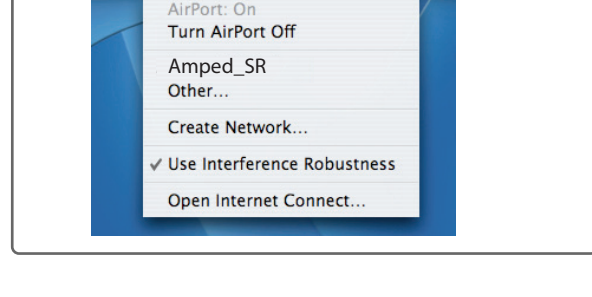 AirPort: On
Turn AirPort Off
Amped_SR
Other...
Create Network...
✓ Use Interference Robustness
Open Internet Connect...